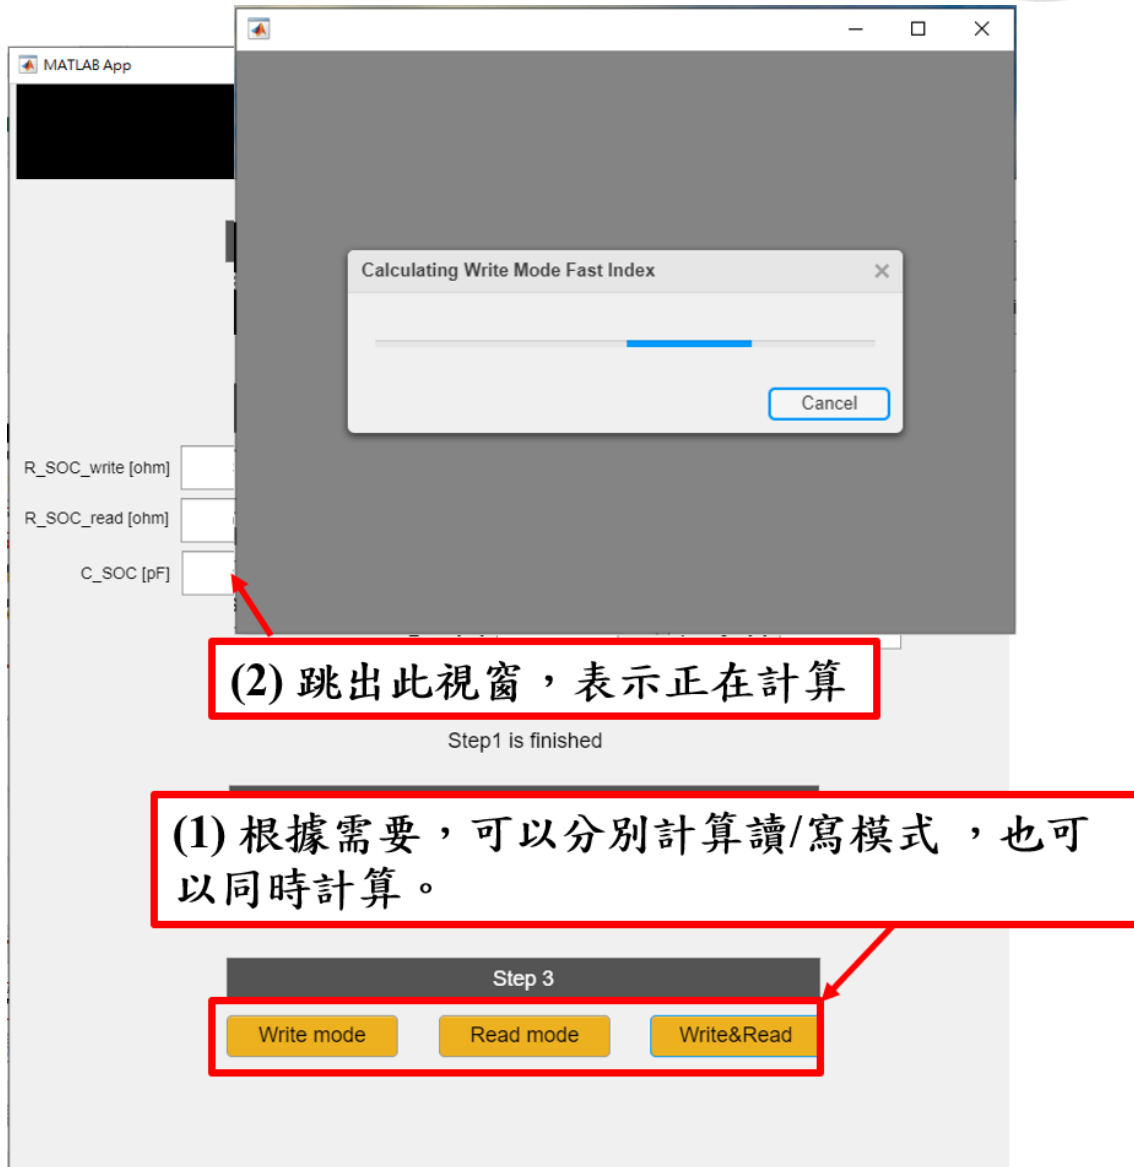 MATLAB App
Calculating Write Mode Fast Index
Cancel
R_SOC_write [ohm]
R_SOC_read [ohm]
C_SOC [pF]
(2) 跳出此視窗，表示正在計算
Step1 is finished
(1) 根據需要，可以分別計算讀/寫模式 ，也可
以同時計算。
Step 3
Write mode
Read mode
Write&Read